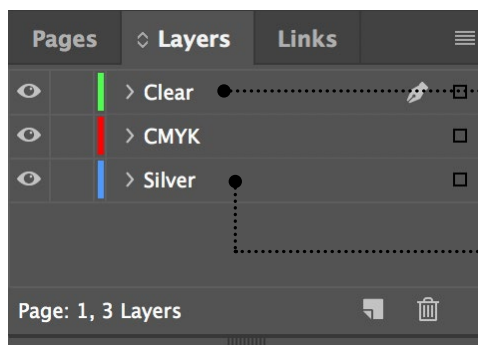 Pages Layers Links
Clear
CMYK
Silver
Page: 1, 3 Layers